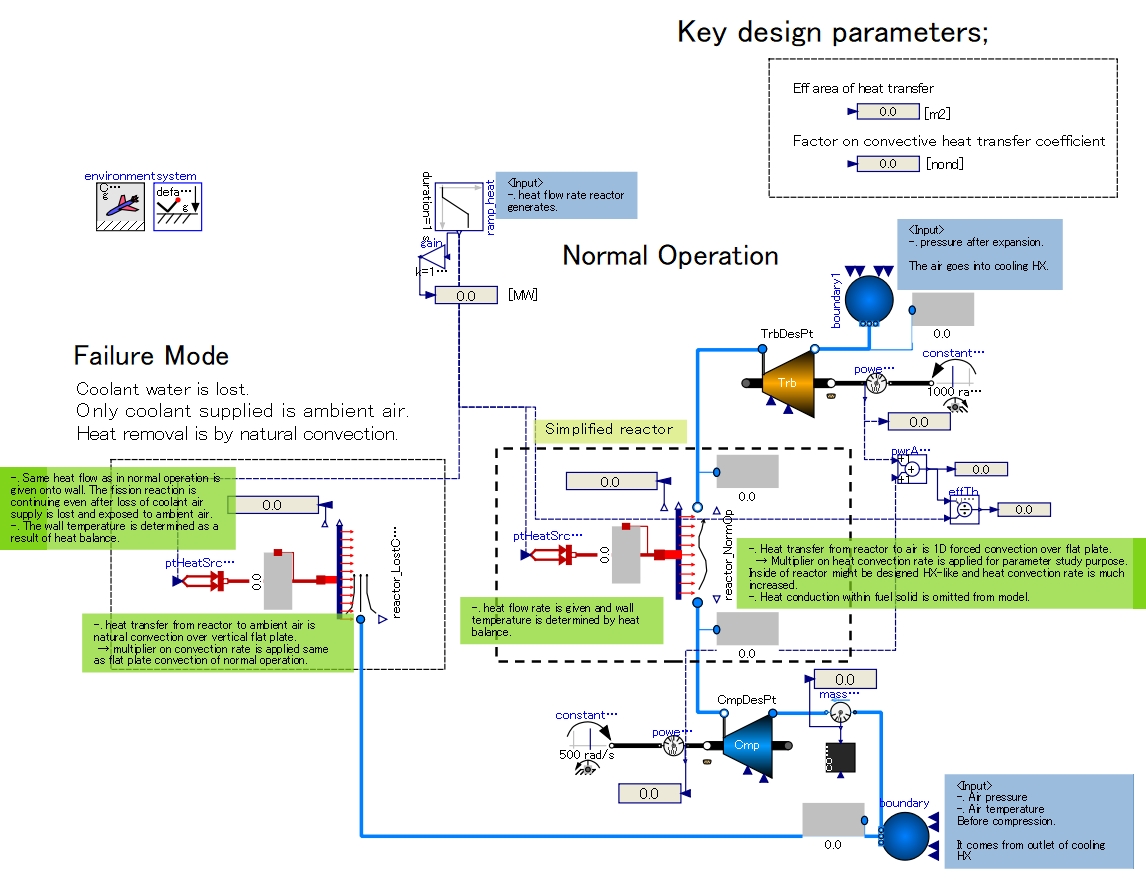 Key design parameters;
Eff area of heat transfer
0.0
[m2]
Factor on convective heat transfer coefficient
0.0
[nond]
environment
system
C...
g
defa...
g
duration=1 s
ramp_heat
<Input>
-. heat flow rate reactor
generates.
gain
k=1...
0.0
[MW]
Normal Operation
<Input>
-. pressure after expansion.
The air goes into cooling HX.
boundary1
0.0
TrbDesPt
Trb
powe...
constant...
1000 ra...
0.0
Failure Mode
Coolant water is lost.
Only coolant supplied is ambient air.
Heat removal is by natural convection.
Simplified reactor
pwrA...
+
+
+
0.0
effTh
÷
0.0
-. Same heat flow as in normal operation is
given onto wall. The fission reaction is
continuing even after loss of coolant air
supply is lost and exposed to ambient air.
-. The wall temperature is determined as a
result of heat balance.
0.0
ptHeatSrc...
0.0
reactor_LostC...
-. heat transfer from reactor to ambient air is
natural convection over vertical flat plate.
→ multiplier on convection rate is applied same
as flat plate convection of normal operation.
0.0
0.0
ptHeatSrc...
0.0
reactor_NormOp
-. Heat transfer from reactor to air is 1D forced convection over flat plate.
→ Multiplier on heat convection rate is applied for parameter study purpose.
Inside of reactor might be designed HX-like and heat convection rate is much
increased.
-. Heat conduction within fuel solid is omitted from model.
-. heat flow rate is given and wall
temperature is determined by heat
balance.
0.0
CmpDesPt
Cmp
0.0
mass...
co...
constant...
500 rad/s
powe...
0.0
boundary
0.0
<Input>
-. Air pressure
-. Air temperature
Before compression.
It comes from outlet of cooling
HX